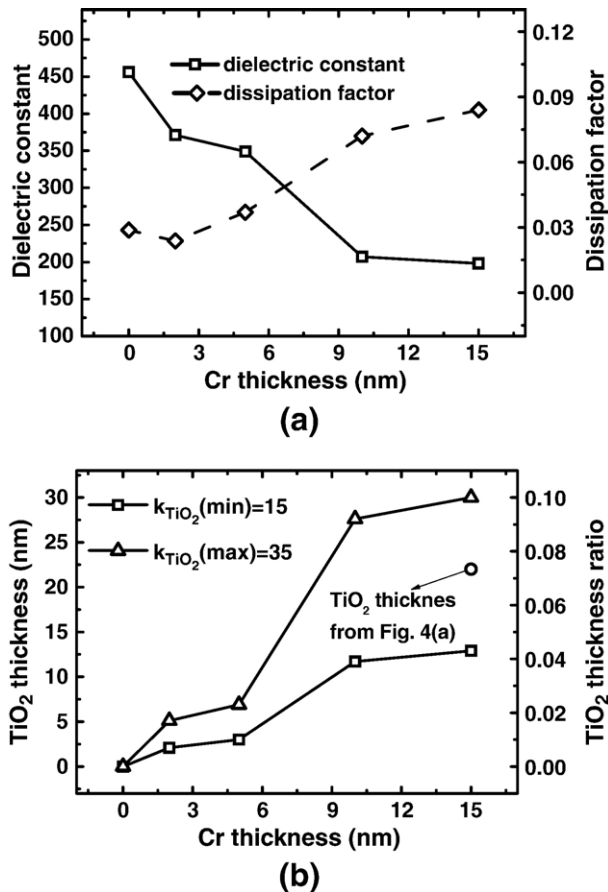 500
450
400
350
300
250
200
150
100
Dielectric constant
dielectric constant
dissipation factor
0.12
0.09
0.06
0.03
0.00
Dissipation factor
0 3 6 9 12 15
Cr thickness (nm)
(a)
30
25
20
15
10
5
0
TiO2 thickness (nm)
kTiO2(min)=15
kTiO2(max)=35
TiO2 thicknes
from Fig. 4(a)
0.10
0.08
0.06
0.04
0.02
0.00
TiO2 thickness ratio
0 3 6 9 12 15
Cr thickness (nm)
(b)